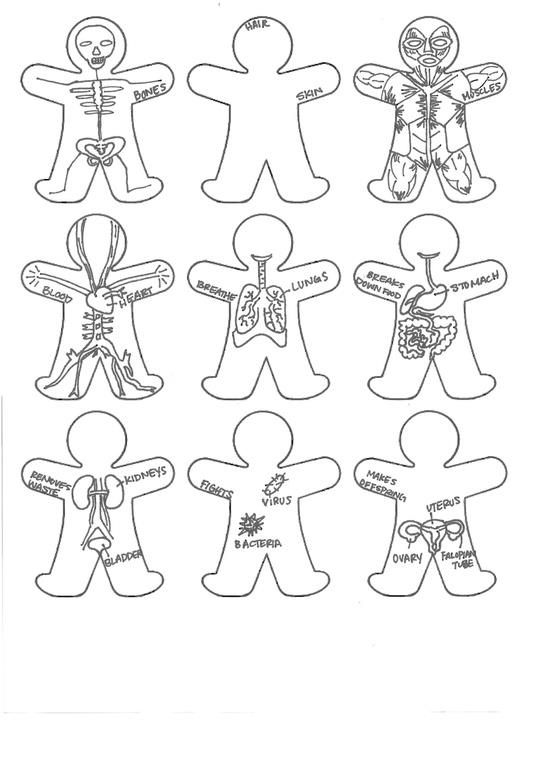 HAIR
BONES
SKIN
MUSCLES
BLOOD
HEART
BREATHE
LUNGS
BREAKS
DOWN FOOD
STOMACH
REMOVES
WASTE
KIDNEYS
BLADDER
FIGHTS
VIRUS
BACTERIA
MAKES
OFFSPRING
UTERUS
OVARY
FALOPIAN
TUBE